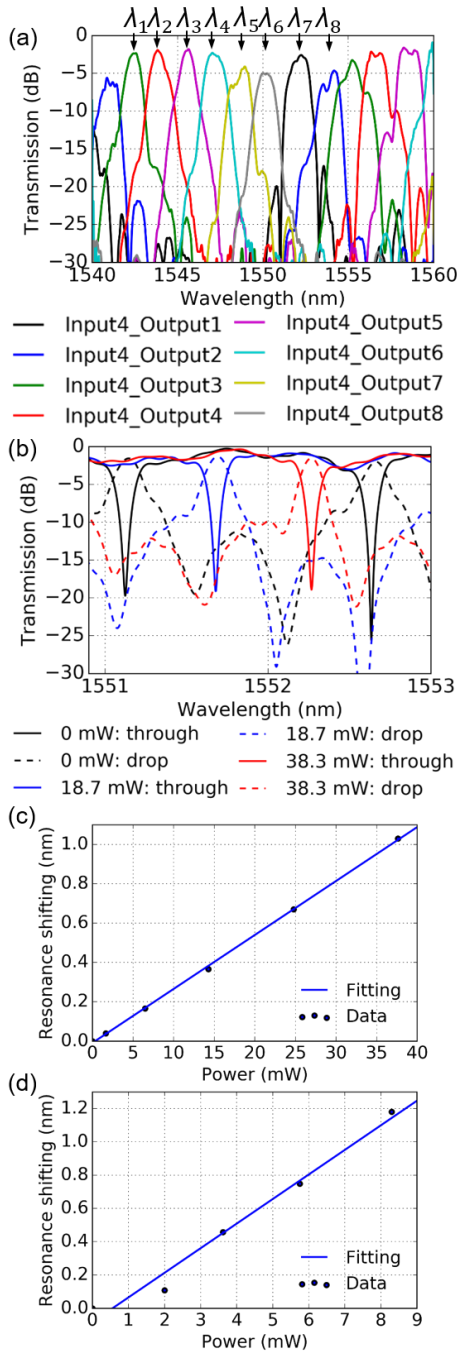 (a)
λ1 λ2 λ3 λ4 λ5 λ6 λ7 λ8
0
−5
−10
−15
−20
−25
−30
Transmission (dB)
1540 1545 1550 1555 1560
Wavelength (nm)
Input4_Output1 Input4_Output5
Input4_Output2 Input4_Output6
Input4_Output3 Input4_Output7
Input4_Output4 Input4_Output8
(b)
0
−5
−10
−15
−20
−25
−30
Transmission (dB)
1551 1552 1553
Wavelength (nm)
0 mW: through 18.7 mW: drop
0 mW: drop 38.3 mW: through
18.7 mW: through 38.3 mW: drop
(c)
1.0
0.8
0.6
0.4
0.2
0.0
Resonance shifting (nm)
Fitting
Data
0 5 10 15 20 25 30 35 40
Power (mW)
(d)
1.2
1.0
0.8
0.6
0.4
0.2
0.0
Resonance shifting (nm)
Fitting
Data
0 1 2 3 4 5 6 7 8 9
Power (mW)